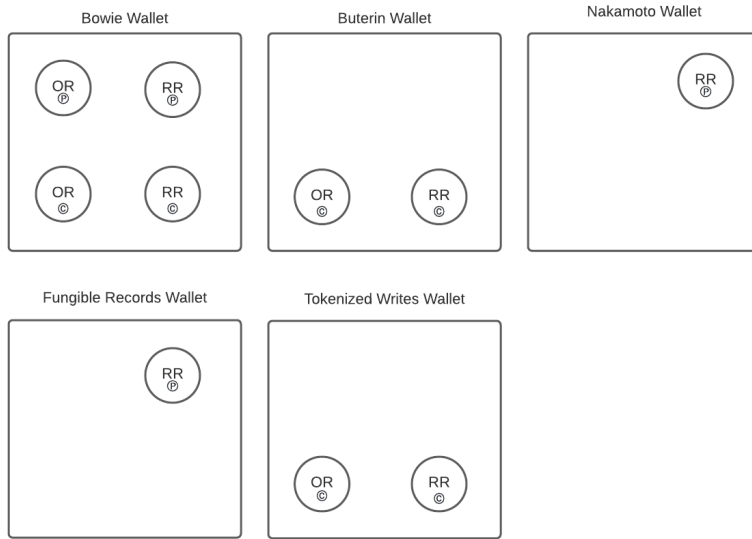 Bowie Wallet
OR
Ⓟ
RR
Ⓟ
OR
©
RR
©
Buterin Wallet
OR
©
RR
©
Nakamoto Wallet
RR
Ⓟ
Fungible Records Wallet
RR
Ⓟ
Tokenized Writes Wallet
OR
©
RR
©